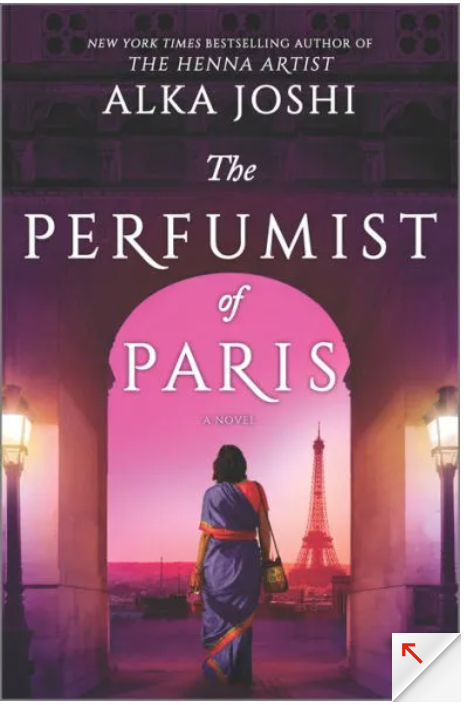 NEW YORK TIMES BESTSELLING AUTHOR OF
THE HENNA ARTIST
ALKA JOSHI
The
PERFUMIST
of
PARIS
A NOVEL